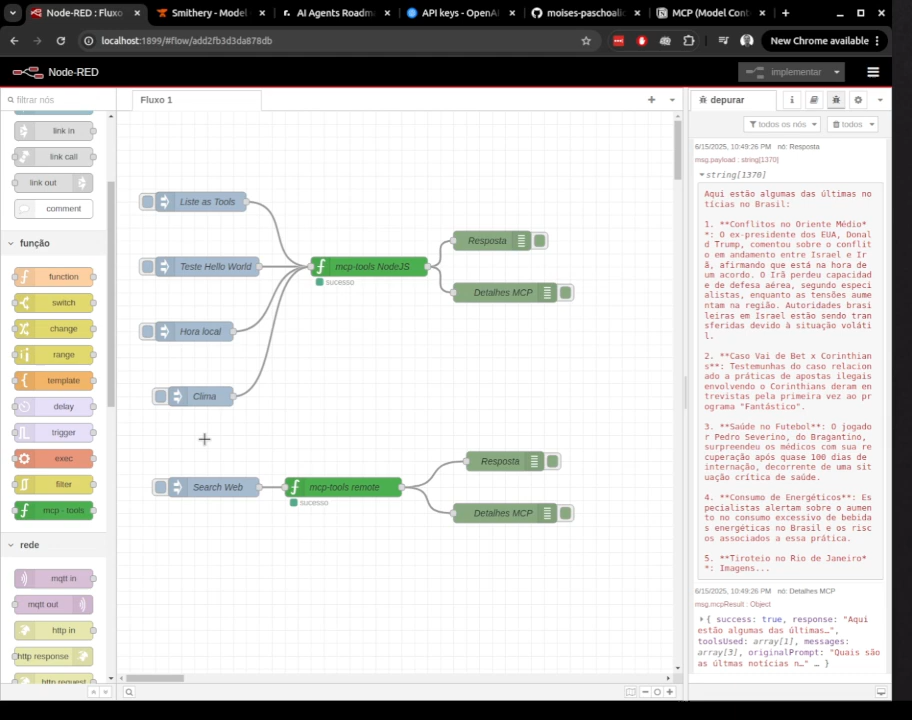 Node-RED : Fluxo
Smithery - Model
AI Agents Roadm
API keys - OpenAI
moises-paschoali
MCP (Model Cont
localhost:1899/#flow/add2fb3d3da878db
New Chrome available
Node-RED
implementar
filtrar nós
Fluxo 1
depurar
todos os nós
todos
link in
link call
link out
comment
função
function
switch
change
range
template
delay
trigger
exec
filter
mcp - tools
rede
mqtt in
mqtt out
http in
http response
http request
Liste as Tools
Teste Hello World
Hora local
Clima
mcp-tools NodeJS
sucesso
Resposta
Detalhes MCP
Search Web
mcp-tools remote
sucesso
Resposta
Detalhes MCP
6/15/2025, 10:49:26 PM nó: Resposta
msg.payload : string[1370]
string[1370]
Aqui estão algumas das últimas no
tícias no Brasil:
1. **Conflitos no Oriente Médio*
*: O ex-presidente dos EUA, Donal
d Trump, comentou sobre o conflit
o em andamento entre Israel e Ir
ã, afirmando que está na hora de
um acordo. O Irã perdeu capacidad
e de defesa aérea, segundo especi
alistas, enquanto as tensões aume
ntam na região. Autoridades brasi
leiras em Israel estão sendo tran
sferidas devido à situação voláti
l.
2. **Caso Vai de Bet x Corinthian
s**: Testemunhas do caso relacion
ado a práticas de apostas ilegais
envolvendo o Corinthians deram en
trevistas pela primeira vez ao pr
ograma "Fantástico".
3. **Saúde no Futebol**: O jogado
r Pedro Severino, do Bragantino,
surpreendeu os médicos com sua re
cuperação após quase 100 dias de
internação, decorrente de uma sit
uação crítica de saúde.
4. **Consumo de Energéticos**: Es
pecialistas alertam sobre o aumen
to no consumo excessivo de bebida
s energéticas no Brasil e os risc
os associados a essa prática.
5. **Tiroteio no Rio de Janeiro*
*: Imagens...
6/15/2025, 10:49:26 PM nó: Detalhes MCP
msg.mcpResult : Object
{ success: true, response: "Aqui
estão algumas das últimas…",
toolsUsed: array[1], messages:
array[3], originalPrompt: "Quais são
as últmas notícias n…" … }